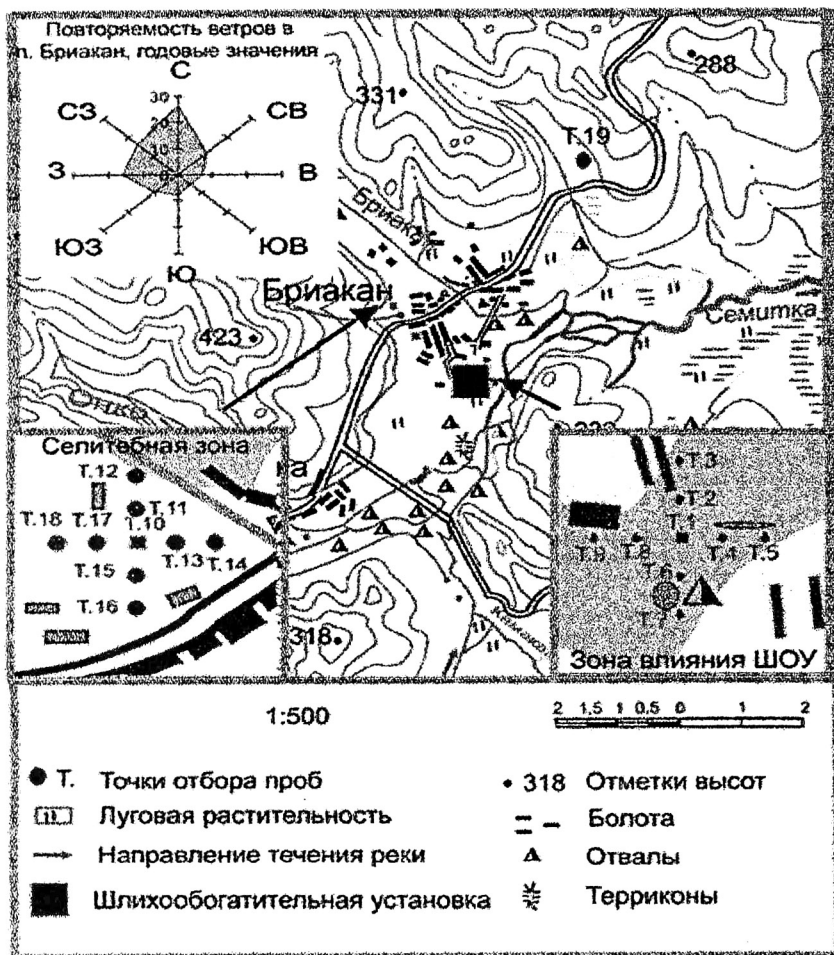 Повторяемость ветров в
п. Бриакан, годовые значения
С
СЗ
СВ
30
20
10
0
З
В
ЮЗ
ЮВ
Ю
331
288
Т.19
Бриакан
Семитка
423
Селитебная зона
Т.12
Т.11
Т.18
Т.17
Т.10
Т.13
Т.14
Т.15
Т.16
318
Т.3
Т.2
Т.1
Т.9
Т.8
Т.4
Т.5
Т.6
Т.7
Зона влияния ШОУ
1:500
2 1,5 1 0,5 0 1 2
Т. Точки отбора проб
Луговая растительность
Направление течения реки
Шлихообогатительная установка
318 Отметки высот
Болота
Отвалы
Терриконы